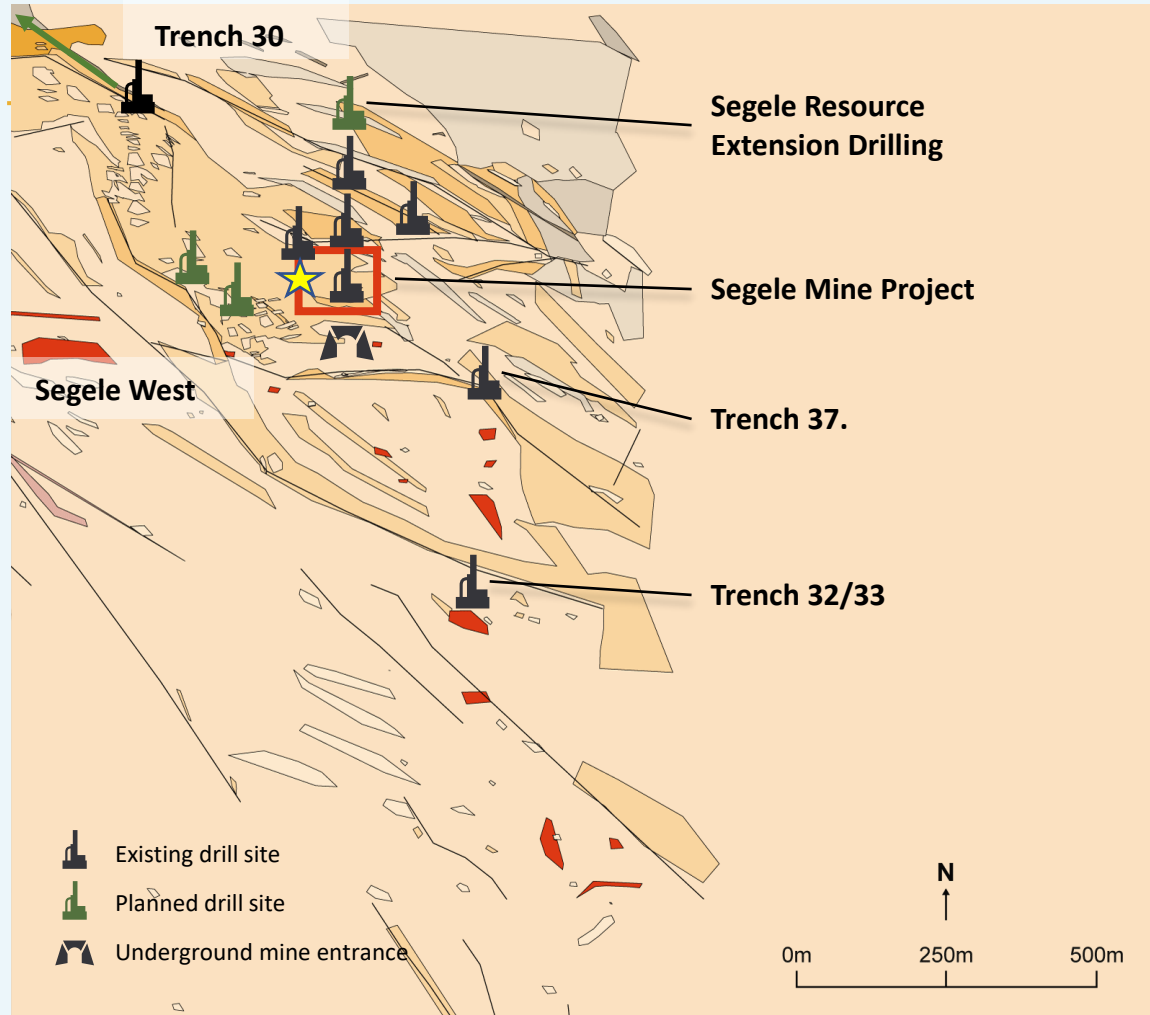 Trench 30
Segele Resource
Extension Drilling
Segele Mine Project
Segele West
Trench 37.
Trench 32/33
Existing drill site
Planned drill site
Underground mine entrance
N
0m 250m 500m